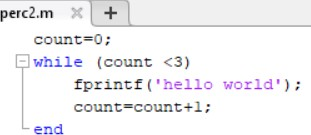 perc2.m × +
count=0;
while (count <3)
fprintf('hello world');
count=count+1;
end